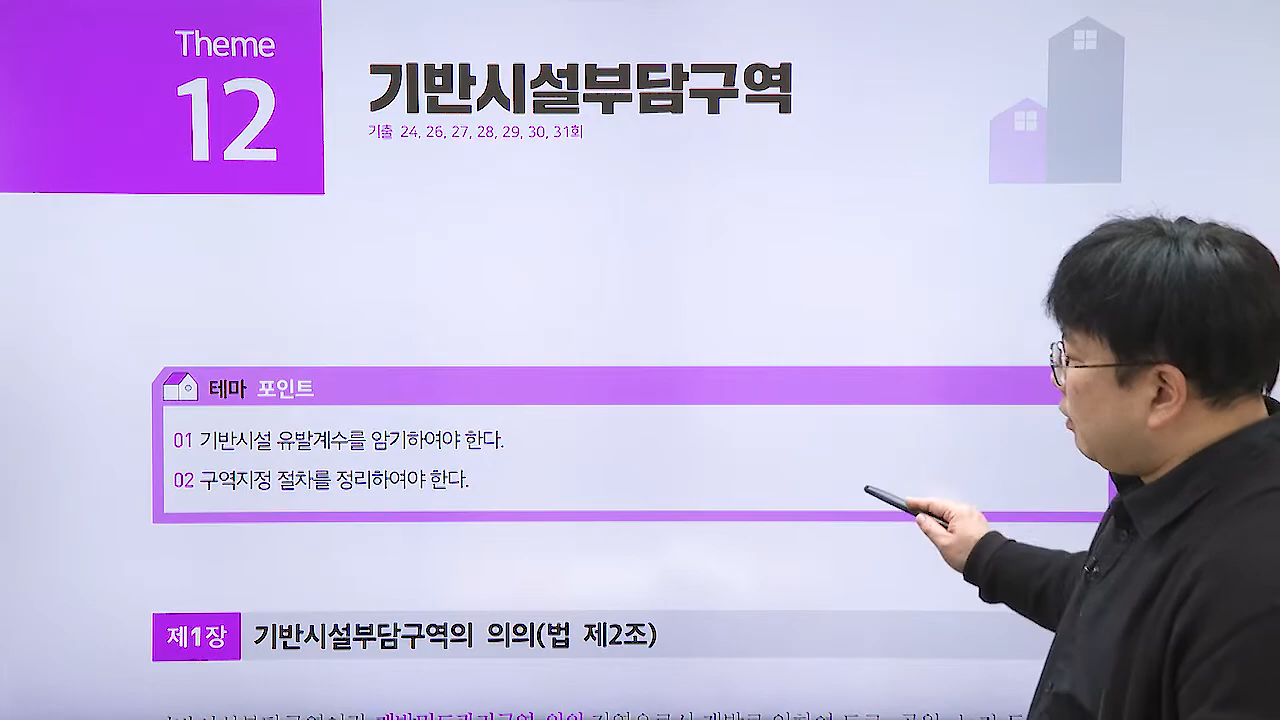 Theme
12
기반시설부담구역
기출 24, 26, 27, 28, 29, 30, 31회
테마 포인트
01 기반시설 유발계수를 암기하여야 한다.
02 구역지정 절차를 정리하여야 한다.
제1장 기반시설부담구역의 의의(법 제2조)